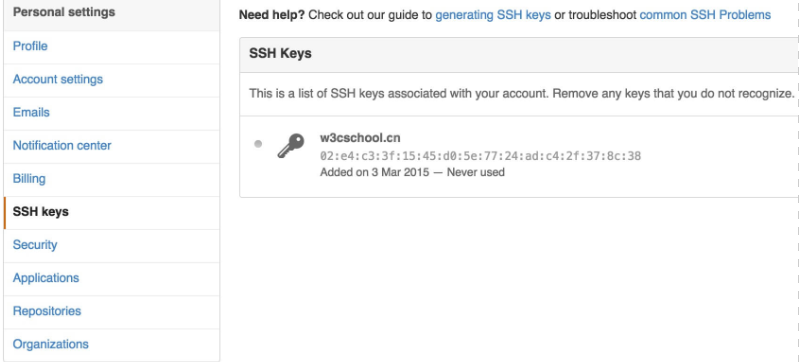 Personal settings
Profile
Account settings
Emails
Notification center
Billing
SSH keys
Security
Applications
Repositories
Organizations
Need help? Check out our guide to generating SSH keys or troubleshoot common SSH Problems
SSH Keys
This is a list of SSH keys associated with your account. Remove any keys that you do not recognize.
w3cschool.cn
02:e4:c3:3f:15:45:d0:5e:77:24:ad:c4:2f:37:8c:38
Added on 3 Mar 2015 — Never used